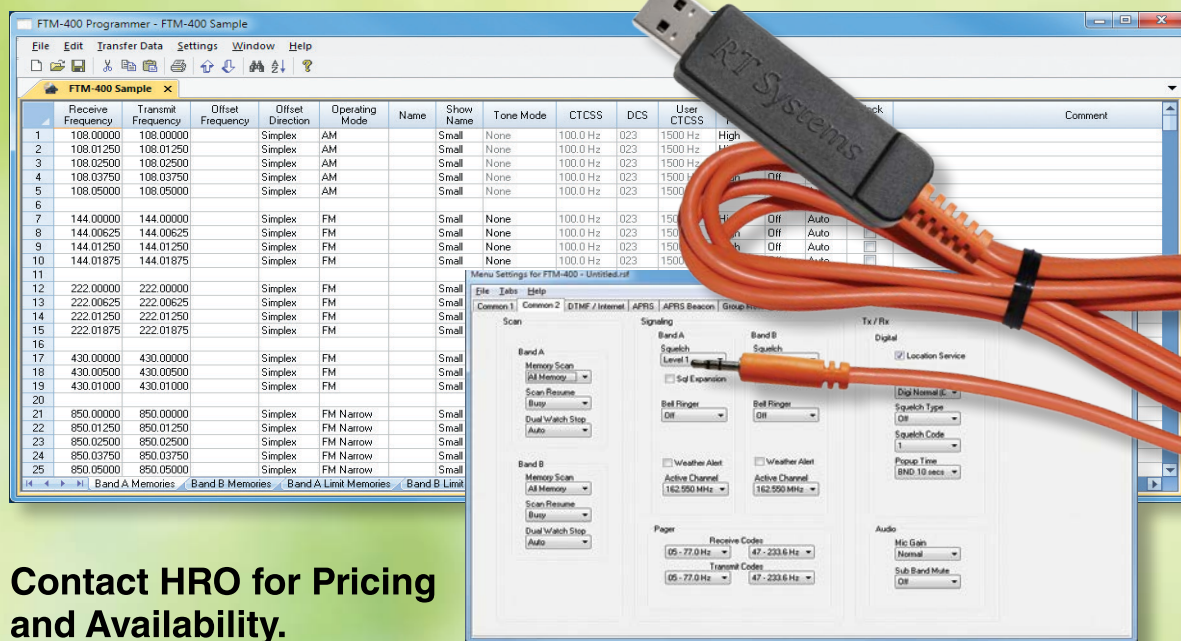 FTM-400 Programmer - FTM-400 Sample
File Edit Transfer Data Settings Window Help
FTM-400 Sample X
Receive Frequency Transmit Frequency Offset Frequency Offset Direction Operating Mode Name Show Name Tone Mode CTCSS DCS User CTCSS Comment
1 108.00000 108.00000 Simplex AM Small None 100.0 Hz 023 1500 Hz High
2 108.01250 108.01250 Simplex AM Small None 100.0 Hz 023 1500 Hz
3 108.02500 108.02500 Simplex AM Small None 100.0 Hz 023 1500 Hz
4 108.03750 108.03750 Simplex AM Small None 100.0 Hz 023 Off
5 108.05000 108.05000 Simplex AM Small None 100.0 Hz 023
6
7 144.00000 144.00000 Simplex FM Small None 100.0 Hz 023 Off Auto
8 144.00625 144.00625 Simplex FM Small None 100.0 Hz 023 Off Auto
9 144.01250 144.01250 Simplex FM Small None 100.0 Hz 023 Off Auto
10 144.01875 144.01875 Simplex FM Small None 100.0 Hz 023 Auto
11
12 222.00000 222.00000 Simplex FM Small
13 222.00625 222.00625 Simplex FM Small
14 222.01250 222.01250 Simplex FM Small
15 222.01875 222.01875 Simplex FM Small
16
17 430.00000 430.00000 Simplex FM Small
18 430.00500 430.00500 Simplex FM Small
19 430.01000 430.01000 Simplex FM Small
20
21 850.00000 850.00000 Simplex FM Narrow Small
22 850.01250 850.01250 Simplex FM Narrow Small
23 850.02500 850.02500 Simplex FM Narrow Small
24 850.03750 850.03750 Simplex FM Narrow Small
25 850.05000 850.05000 Simplex FM Narrow Small
Band A Memories Band B Memories Band A Limit Memories Band B Limit
RT Systems
Menu Settings for FTM-400 - Untitled.rsf
File Tabs Help
Common 1 Common 2 DTMF / Internet APRS APRS Beacon Group
Scan
Band A
Memory Scan
All Memory
Scan Resume
Busy
Dual Watch Stop
Auto
Band B
Memory Scan
All Memory
Scan Resume
Busy
Dual Watch Stop
Auto
Signaling
Band A Band B
Squelch Squelch
Level 1
Sql Expansion
Bell Ringer Bell Ringer
Off Off
Weather Alert Weather Alert
Active Channel Active Channel
162.550 MHz 162.550 MHz
Pager
Receive Codes
05 - 77.0 Hz 47 - 233.6 Hz
Transmit Codes
05 - 77.0 Hz 47 - 233.6 Hz
Tx / Rx
Digital
Location Service
Digi Normal (C
Squelch Type
Off
Squelch Code
1
Popup Time
BND 10 secs
Audio
Mic Gain
Normal
Sub Band Mute
Off
Contact HRO for Pricing
and Availability.